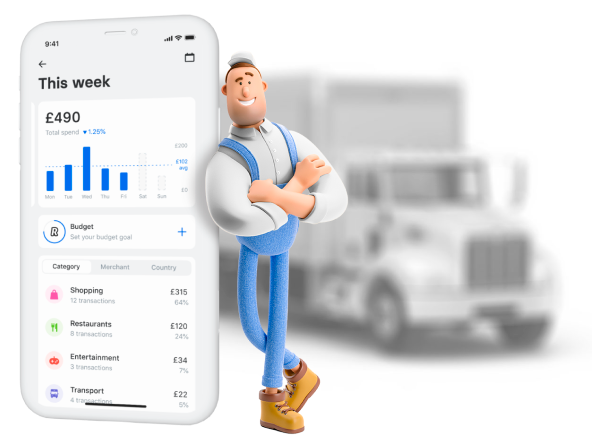 9:41
This week
£490
Total spend ▾ 1.25%
£200
£102
avg
£0
Mon Tue Wed Thu Fri Sat Sun
Budget
Set your budget goal
Category Merchant Country
Shopping £315
12 transactions 64%
Restaurants £120
24%
Entertainment £34
3 transactions 7%
Transport £22
4 transactions 5%